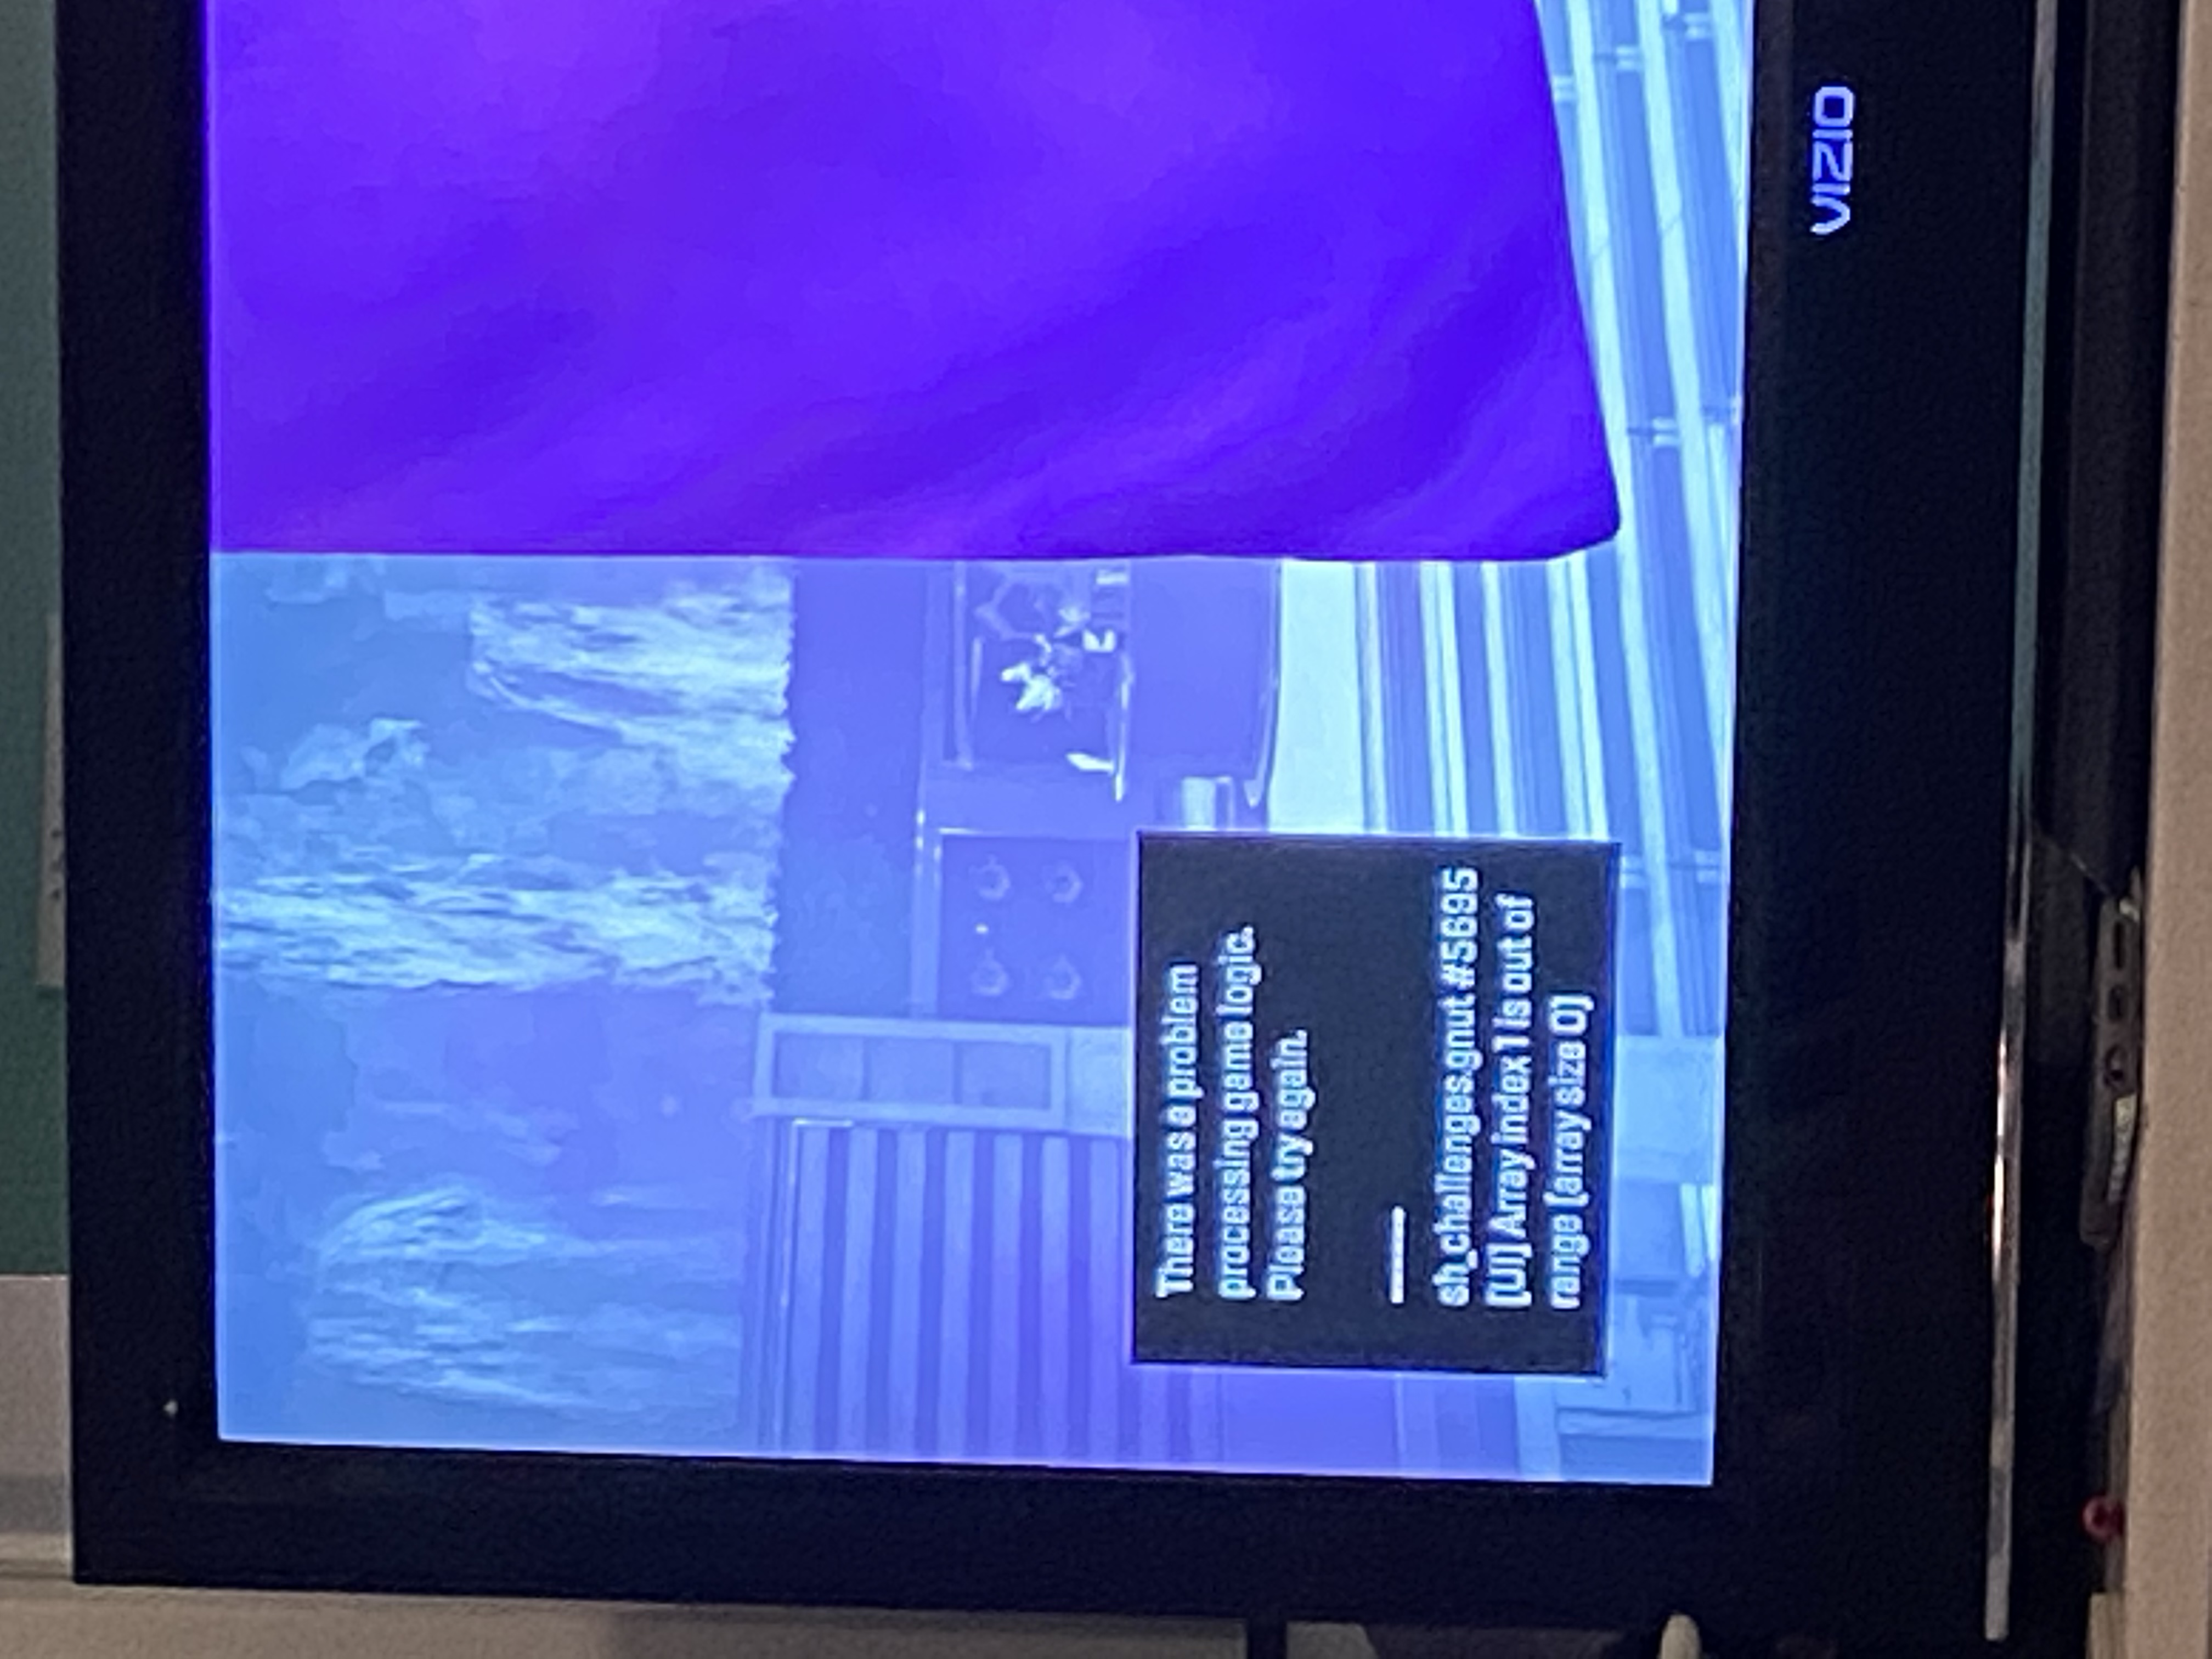 There was a problem
processing game logic.
Please try again.
sh_challenges.gnut #5695
[UI] Array index 1 is out of
range (array size 0)
VIZIO